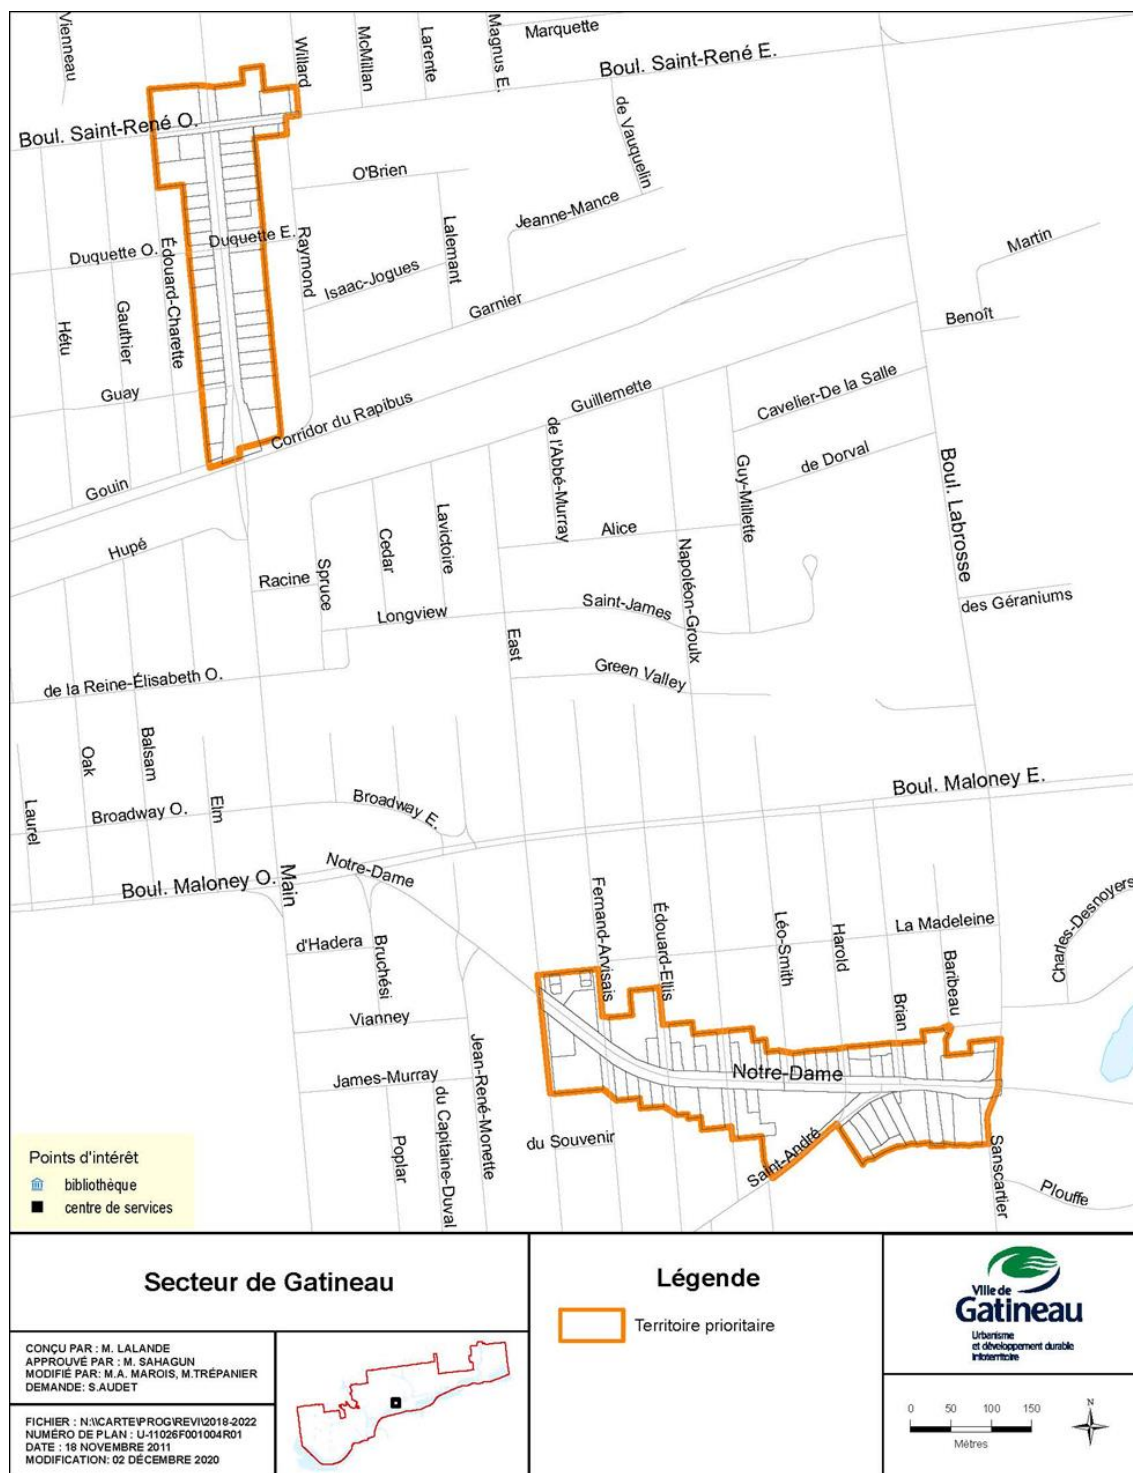 Vienneau
Willard
McMillan
Larente
Magnus E.
Marquette
Boul. Saint-René E.
Boul. Saint-René O.
de Vauquelin
O'Brien
Jeanne-Mance
Lalemant
Duquette O.
Duquette E.
Édouard-Charette
Raymond
Isaac-Jogues
Garnier
Martin
Benoît
Hétu
Gauthier
Guay
Corridor du Rapibus
Guillemette
Cavelier-De la Salle
de l'Abbé-Murray
Guy-Millette
de Dorval
Boul. Labrosse
Gouin
Hupé
Cedar
Lavictoire
Alice
Napoléon-Groulx
Racine
Spruce
Longview
Saint-James
des Géraniums
East
Green Valley
de la Reine-Élisabeth O.
Oak
Balsam
Elm
Laurel
Broadway O.
Broadway E.
Boul. Maloney E.
Boul. Maloney O.
Main
Notre-Dame
Fernand-Arvisais
Édouard-Ellis
Léo-Smith
Harold
La Madeleine
Charles-Desnoyers
d'Hadera
Bruchési
Baribeau
Brian
Vianney
Jean-René-Monette
James-Murray
Notre-Dame
du Capitaine-Duval
Poplar
du Souvenir
Saint-André
Sanscartier
Plouffe
Points d'intérêt
bibliothèque
centre de services
Secteur de Gatineau
CONÇU PAR : M. LALANDE
APPROUVÉ PAR : M. SAHAGUN
MODIFIÉ PAR: M.A. MAROIS, M.TRÉPANIER
DEMANDE: S.AUDET
FICHIER : N:\\CARTE\PROG\REVI\2018-2022
NUMÉRO DE PLAN : U-11026F001004R01
DATE : 18 NOVEMBRE 2011
MODIFICATION: 02 DÉCEMBRE 2020
Légende
Territoire prioritaire
Ville de
Gatineau
Urbanisme
et développement durable
Infoterritoire
0 50 100 150
Mètres
N